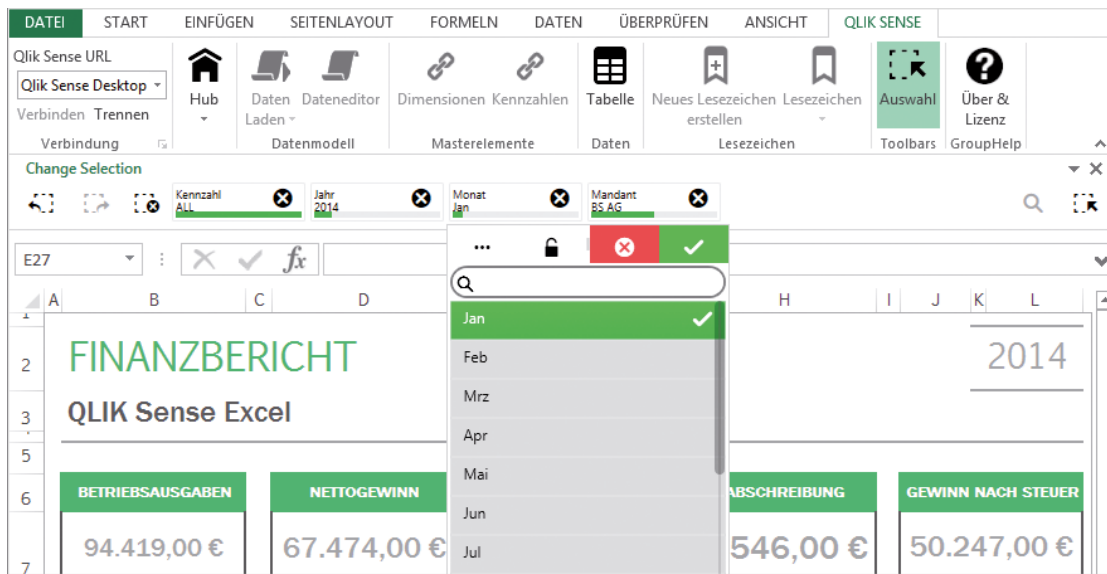 DATEI START EINFÜGEN SEITENLAYOUT FORMELN DATEN ÜBERPRÜFEN ANSICHT QLIK SENSE
Qlik Sense URL
Qlik Sense Desktop
Verbinden Trennen
Verbindung
Hub
Daten Laden
Dateneditor
Datenmodell
Dimensionen Kennzahlen
Masterelemente
Tabelle
Daten
Neues Lesezeichen erstellen
Lesezeichen
Lesezeichen
Auswahl
Toolbars
Über & Lizenz
GroupHelp
Change Selection
Kennzahl
ALL
Jahr
2014
Monat
Jan
Mandant
BS AG
E27
fx
A B C D H I J K L
Jan
Feb
Mrz
Apr
Mai
Jun
Jul
1
2 FINANZBERICHT 2014
3 QLIK Sense Excel
5
6 BETRIEBSAUSGABEN NETTOGEWINN ABSCHREIBUNG GEWINN NACH STEUER
7 94.419,00 € 67.474,00 € 546,00 € 50.247,00 €